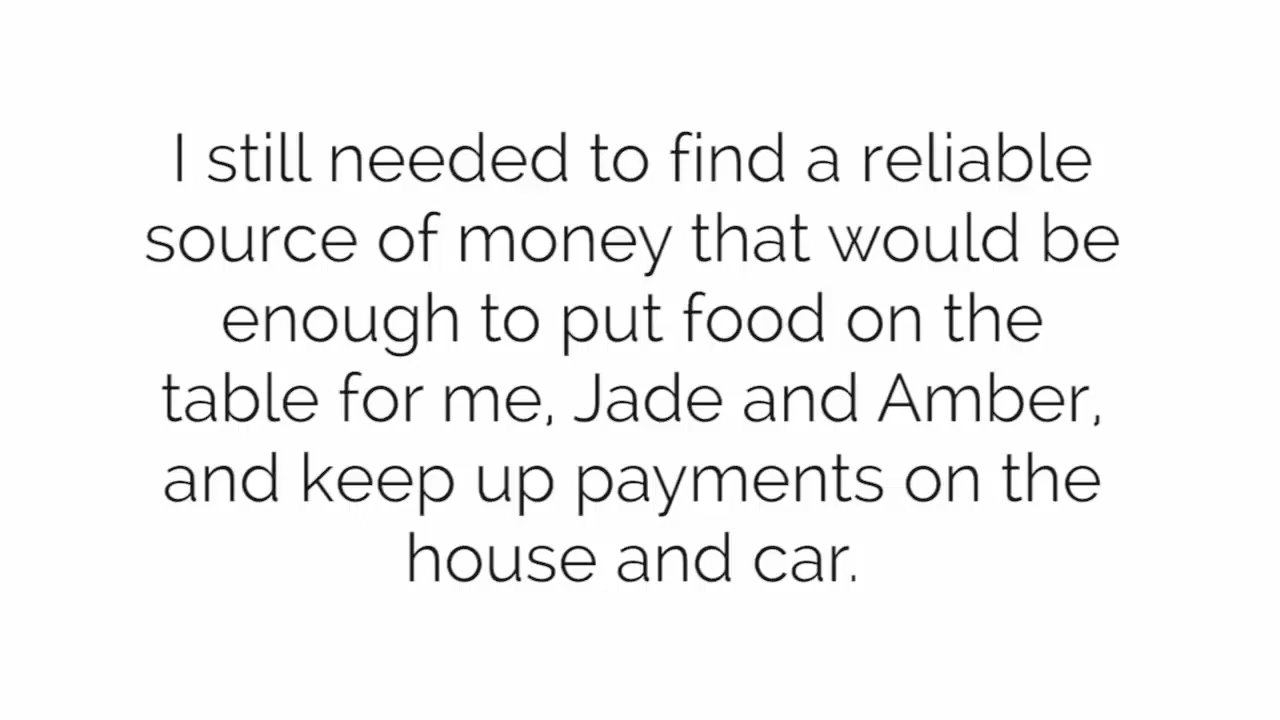 I still needed to find a reliable
source of money that would be
enough to put food on the
table for me, Jade and Amber,
and keep up payments on the
house and car.